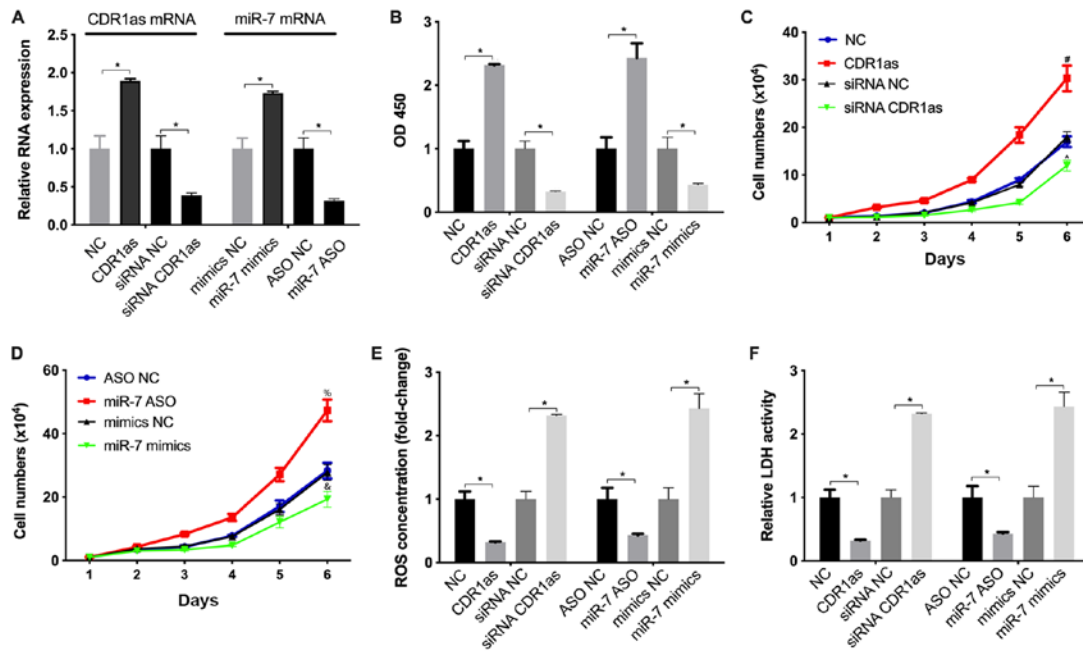 A
CDR1as mRNA
miR-7 mRNA
Relative RNA expression
2.5
2.0
1.5
1.0
0.5
0.0
*
*
*
*
NC
CDR1as
siRNA NC
siRNA CDR1as
mimics NC
miR-7 mimics
ASO NC
miR-7 ASO
B
OD 450
3
2
1
0
*
*
*
*
NC
CDR1as
siRNA NC
siRNA CDR1as
ASO NC
miR-7 ASO
mimics NC
miR-7 mimics
C
Cell numbers (x10⁴)
40
30
20
10
0
NC
CDR1as
siRNA NC
siRNA CDR1as
#
^
1 2 3 4 5 6
Days
D
Cell numbers (x10⁴)
60
40
20
0
ASO NC
miR-7 ASO
mimics NC
miR-7 mimics
%
&
1 2 3 4 5 6
Days
E
ROS concentration (fold-change)
3
2
1
0
*
*
*
*
NC
CDR1as
siRNA NC
siRNA CDR1as
ASO NC
miR-7 ASO
mimics NC
miR-7 mimics
F
Relative LDH activity
3
2
1
0
*
*
*
*
NC
CDR1as
siRNA NC
siRNA CDR1as
ASO NC
miR-7 ASO
mimics NC
miR-7 mimics